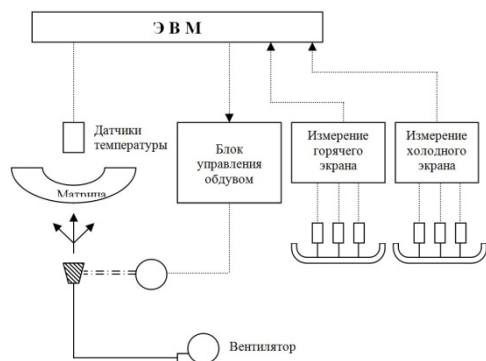 Э В М
Датчики
температуры
Матрица
Блок
управления
обдувом
Измерение
горячего
экрана
Измерение
холодного
экрана
Вентилятор